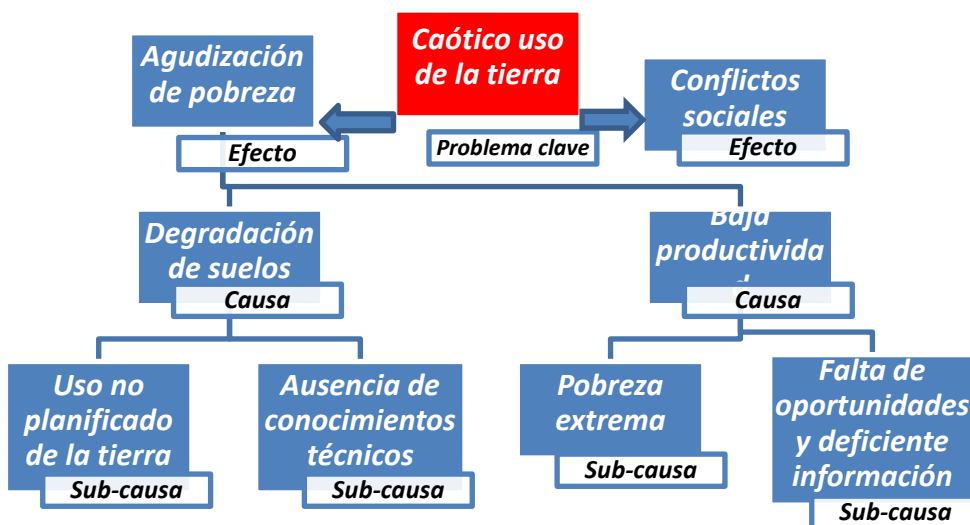 Agudización
de pobreza
Efecto
Caótico uso
de la tierra
Problema clave
Conflictos
sociales
Efecto
Degradación
de suelos
Causa
Baja
productivida
d
Causa
Uso no
planificado
de la tierra
Sub-causa
Ausencia de
conocimientos
técnicos
Sub-causa
Pobreza
extrema
Sub-causa
Falta de
oportunidades
y deficiente
información
Sub-causa